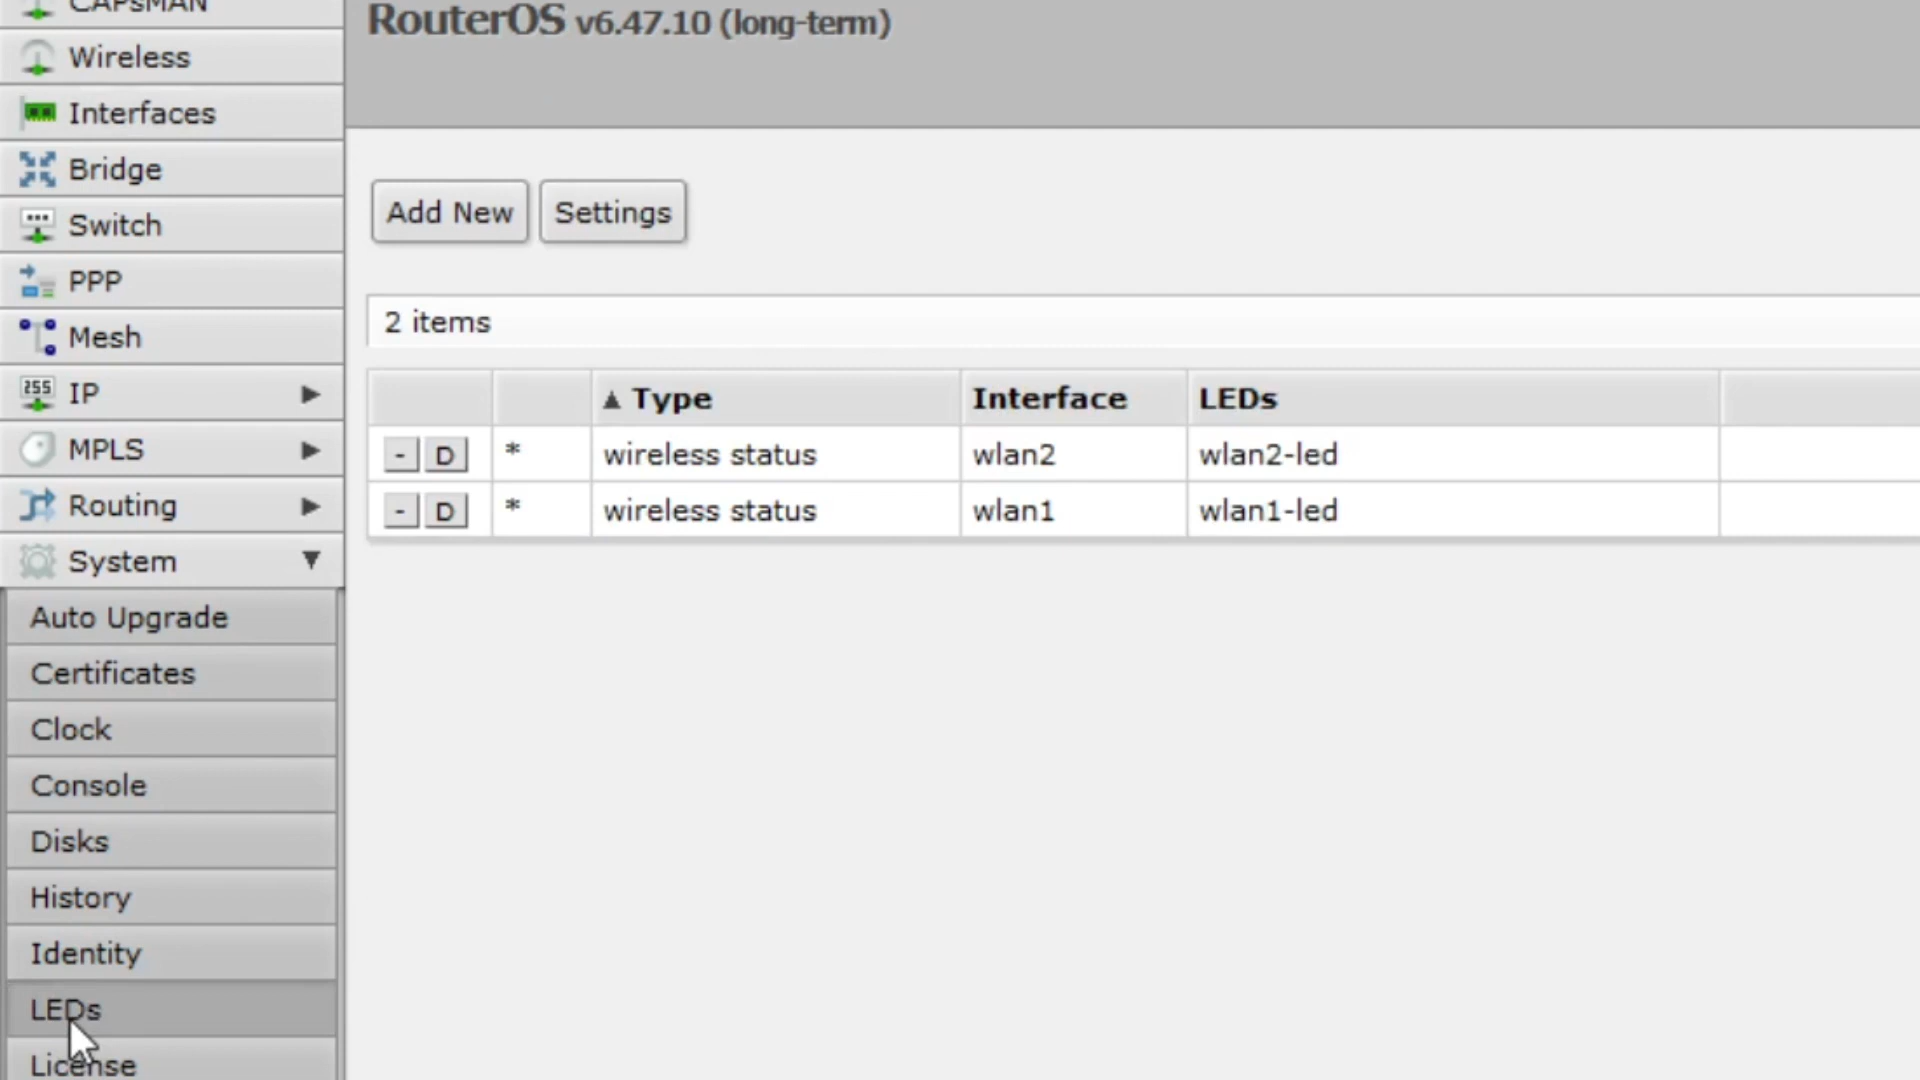 CAPsMAN
Wireless
Interfaces
Bridge
Switch
PPP
Mesh
255 IP
MPLS
Routing
System
Auto Upgrade
Certificates
Clock
Console
Disks
History
Identity
LEDs
License
RouterOS v6.47.10 (long-term)
Add New Settings
2 items
▲ Type Interface LEDs
- D * wireless status wlan2 wlan2-led
- D * wireless status wlan1 wlan1-led